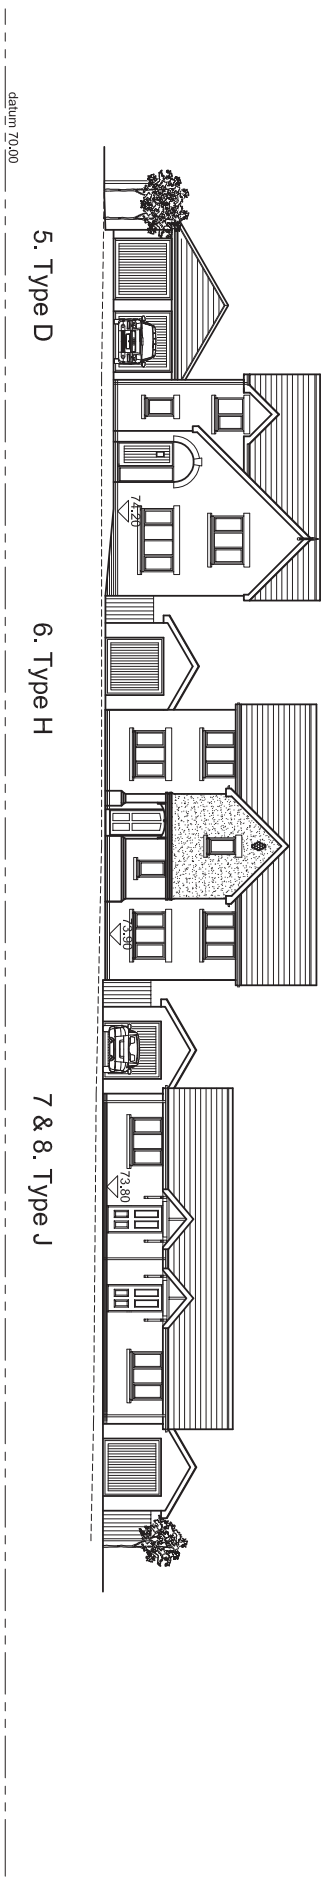 74.20
73.90
73.80
5. Type D
6. Type H
7 & 8. Type J
datum 70.00